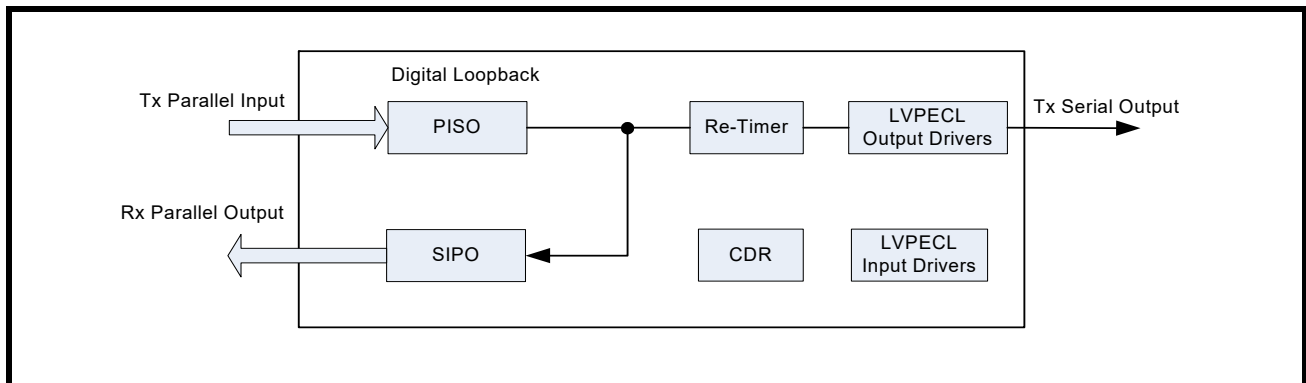 Digital Loopback
Tx Parallel Input
PISO
Re-Timer
LVPECL
Output Drivers
Tx Serial Output
Rx Parallel Output
SIPO
CDR
LVPECL
Input Drivers